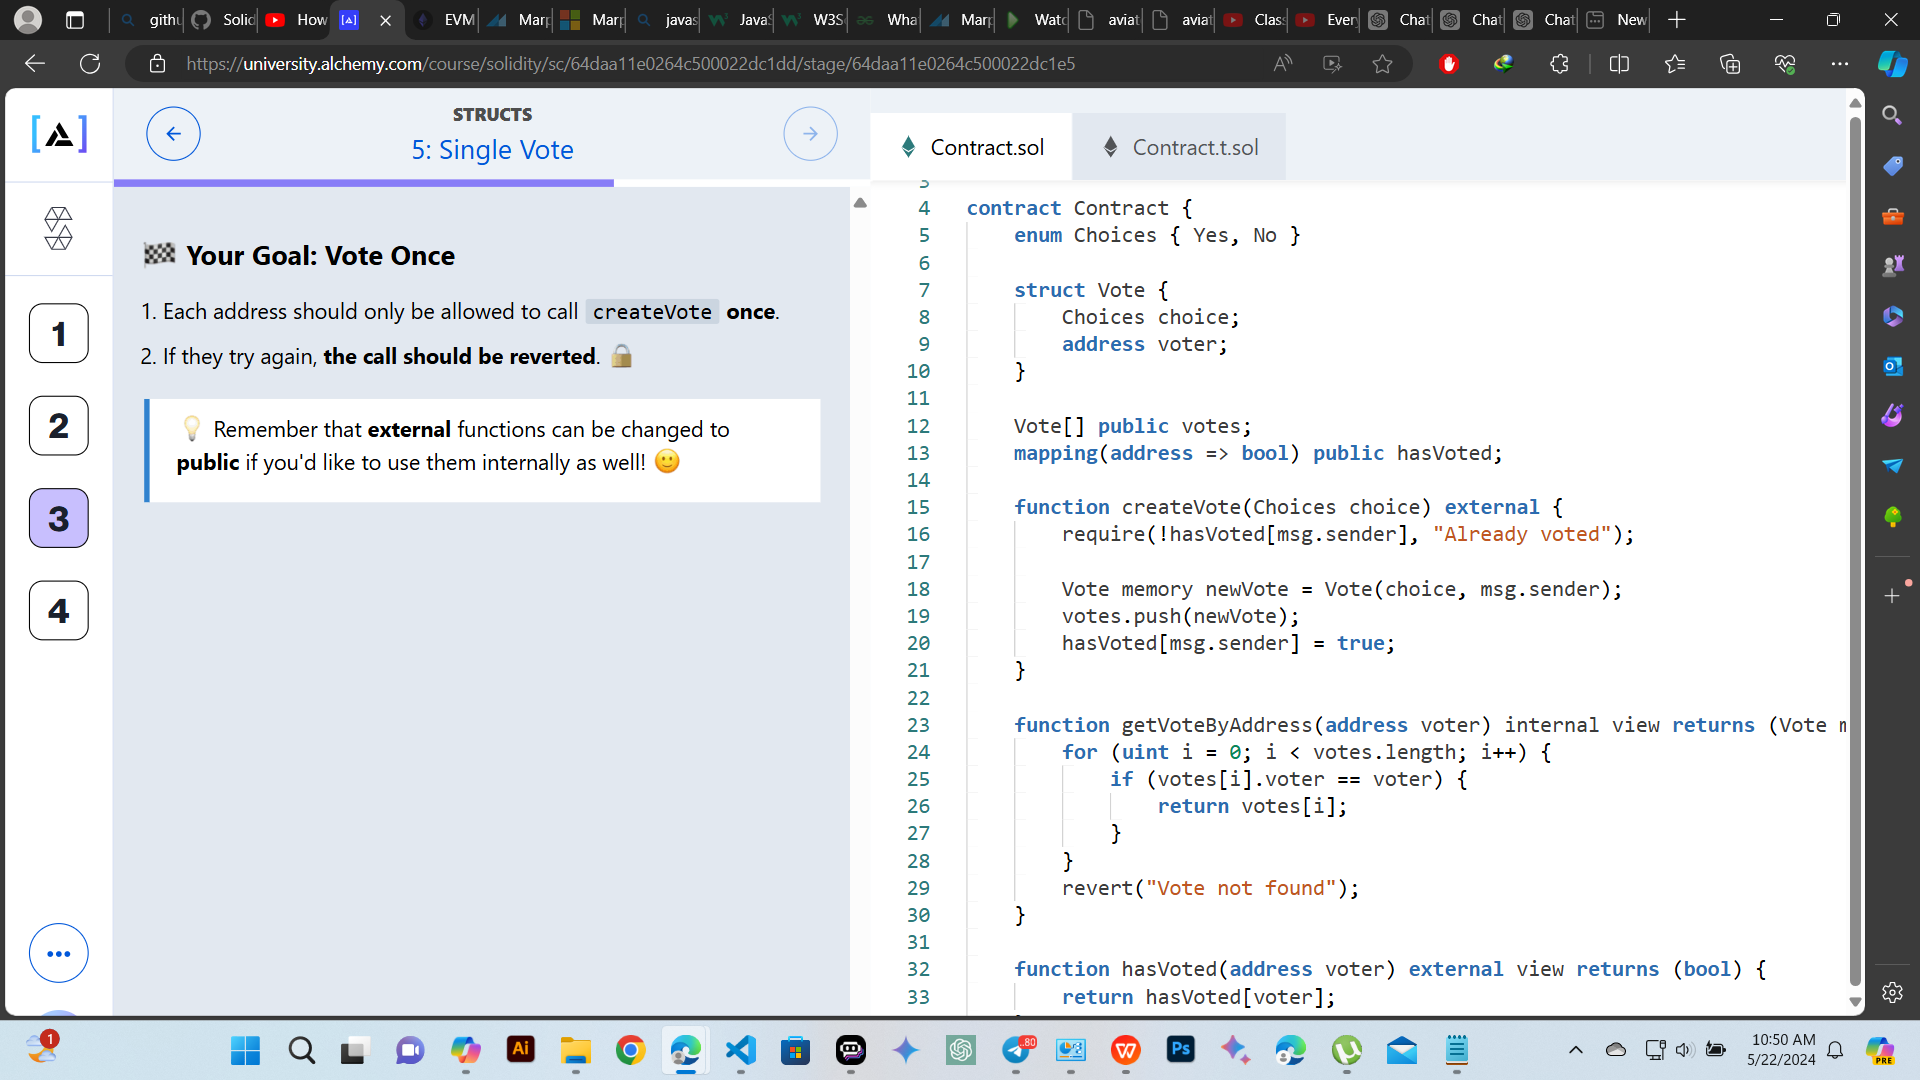 githu
Solid
How
EVM
Marp
Marp
javas
JavaS
W3S
Wha
Marp
Watc
aviat
aviat
Class
Every
Chat
Chat
Chat
New
https://university.alchemy.com/course/solidity/sc/64daa11e0264c500022dc1dd/stage/64daa11e0264c500022dc1e5
STRUCTS
5: Single Vote
1
2
3
4
🏁 Your Goal: Vote Once
1. Each address should only be allowed to call createVote once.
2. If they try again, the call should be reverted. 🔒
💡 Remember that external functions can be changed to
public if you'd like to use them internally as well! 🙂
Contract.sol
Contract.t.sol
3
4 contract Contract {
5 enum Choices { Yes, No }
6
7 struct Vote {
8 Choices choice;
9 address voter;
10 }
11
12 Vote[] public votes;
13 mapping(address => bool) public hasVoted;
14
15 function createVote(Choices choice) external {
16 require(!hasVoted[msg.sender], "Already voted");
17
18 Vote memory newVote = Vote(choice, msg.sender);
19 votes.push(newVote);
20 hasVoted[msg.sender] = true;
21 }
22
23 function getVoteByAddress(address voter) internal view returns (Vote m
24 for (uint i = 0; i < votes.length; i++) {
25 if (votes[i].voter == voter) {
26 return votes[i];
27 }
28 }
29 revert("Vote not found");
30 }
31
32 function hasVoted(address voter) external view returns (bool) {
33 return hasVoted[voter];
1
Ai
.80
Ps
10:50 AM
5/22/2024
PRE